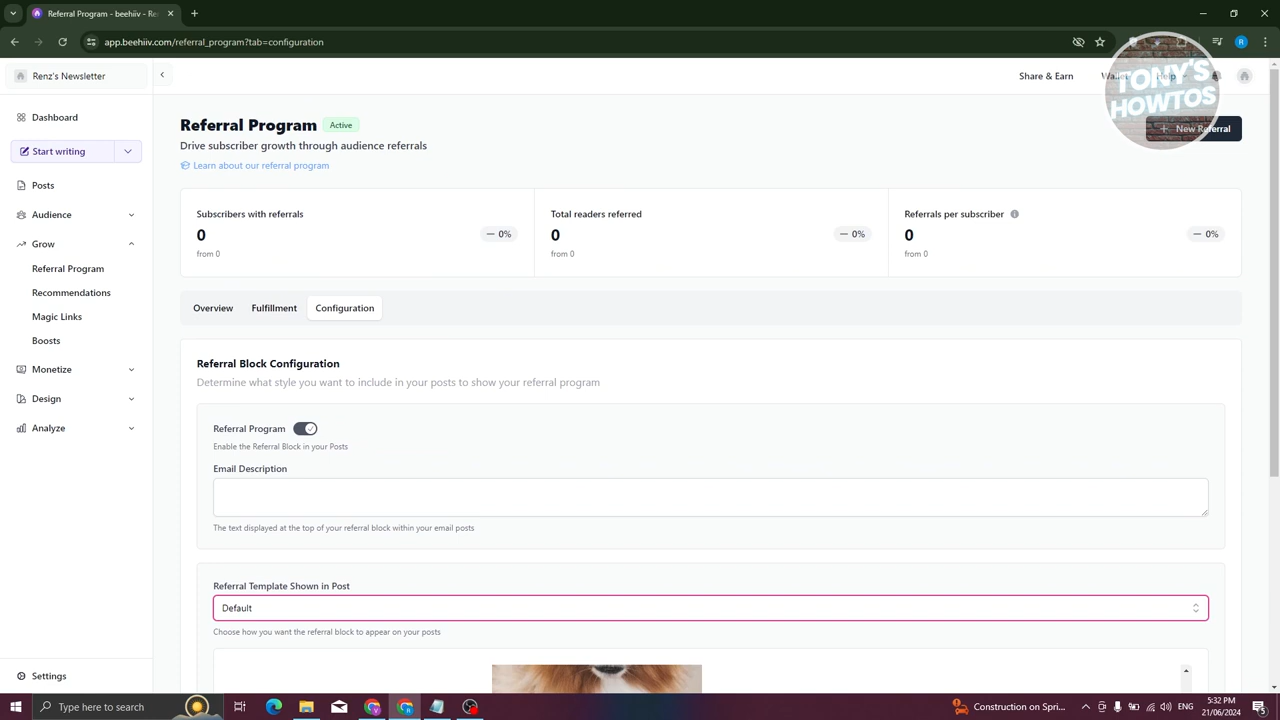 Referral Program - beehiiv - Re
app.beehiiv.com/referral_program?tab=configuration
R
Renz's Newsletter
Share & Earn
Wallet
Help
TONY'S
HOWTOS
Dashboard
Start writing
Posts
Audience
Grow
Referral Program
Recommendations
Magic Links
Boosts
Monetize
Design
Analyze
Settings
Referral Program Active
+ New Referral
Drive subscriber growth through audience referrals
Learn about our referral program
Subscribers with referrals
0
— 0%
from 0
Total readers referred
0
— 0%
from 0
Referrals per subscriber
0
— 0%
from 0
Overview Fulfillment Configuration
Referral Block Configuration
Determine what style you want to include in your posts to show your referral program
Referral Program
Enable the Referral Block in your Posts
Email Description
The text displayed at the top of your referral block within your email posts
Referral Template Shown in Post
Default
Choose how you want the referral block to appear on your posts
Type here to search
Construction on Spri...
ENG
5:32 PM
21/06/2024